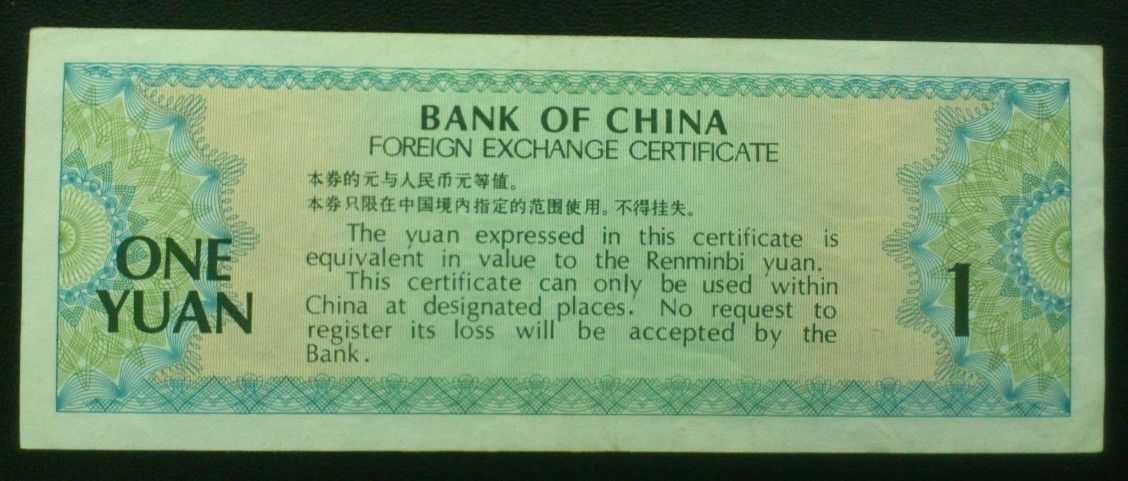 BANK OF CHINA
FOREIGN EXCHANGE CERTIFICATE
本券的元与人民币元等值。
本券只限在中国境内指定的范围使用。不得挂失。
The yuan expressed in this certificate is
equivalent in value to the Renminbi yuan.
This certificate can only be used within
China at designated places. No request to
register its loss will be accepted by the
Bank.
ONE
YUAN
1